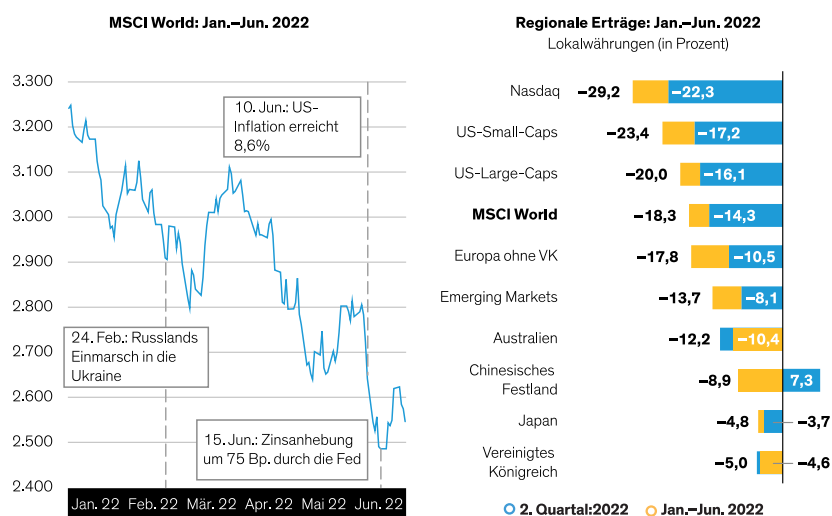 MSCI World: Jan.–Jun. 2022
3.300
3.200
3.100
3.000
2.900
2.800
2.700
2.600
2.500
2.400
10. Jun.: US-
Inflation erreicht
8,6%
24. Feb.: Russlands
Einmarsch in die
Ukraine
15. Jun.: Zinsanhebung
um 75 Bp. durch die Fed
Jan. 22 Feb. 22 Mär. 22 Apr. 22 Mai 22 Jun. 22
Regionale Erträge: Jan.–Jun. 2022
Lokalwährungen (in Prozent)
Nasdaq –29,2 –22,3
US-Small-Caps –23,4 –17,2
US-Large-Caps –20,0 –16,1
MSCI World –18,3 –14,3
Europa ohne VK –17,8 –10,5
Emerging Markets –13,7 –8,1
Australien –12,2 –10,4
Chinesisches
Festland –8,9 7,3
Japan –4,8 –3,7
Vereinigtes
Königreich –5,0 –4,6
2. Quartal:2022 Jan.–Jun. 2022